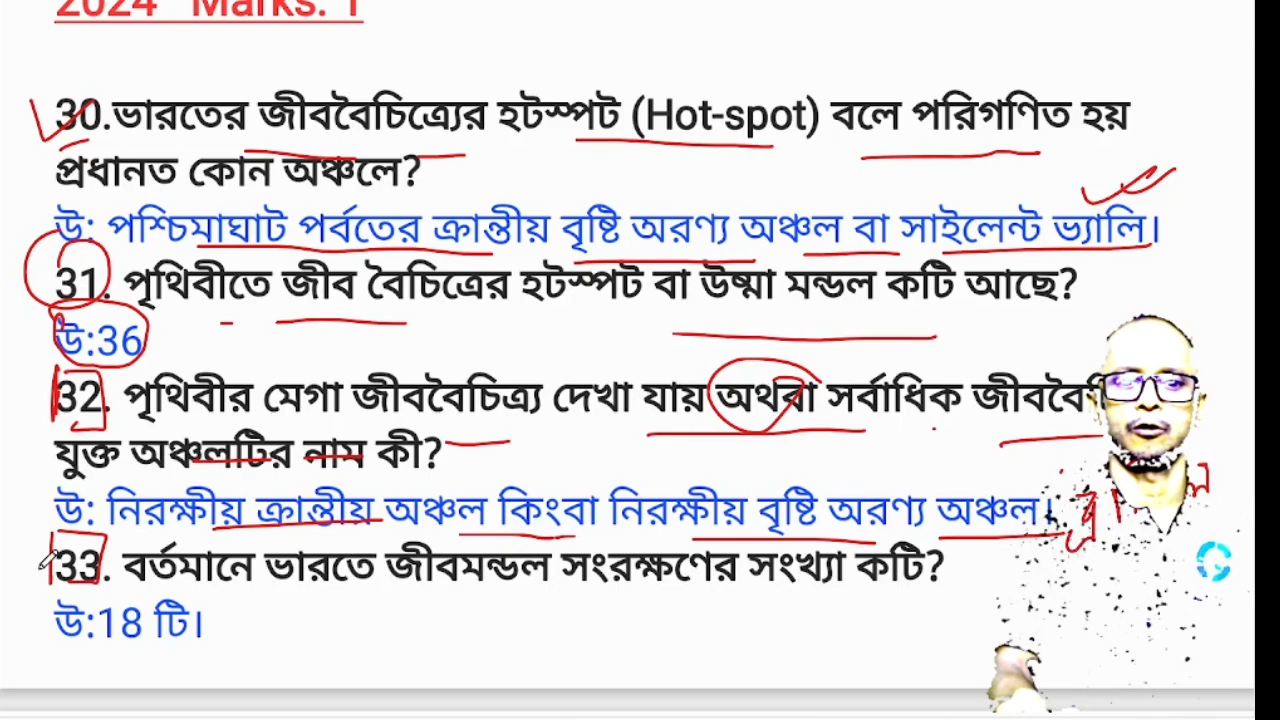 2024 Marks: 1
30.ভারতের জীববৈচিত্র্যের হটস্পট (Hot-spot) বলে পরিগণিত হয়
প্রধানত কোন অঞ্চলে?
উ: পশ্চিমাঘাট পর্বতের ক্রান্তীয় বৃষ্টি অরণ্য অঞ্চল বা সাইলেন্ট ভ্যালি।
31. পৃথিবীতে জীব বৈচিত্রের হটস্পট বা উষ্মা মন্ডল কটি আছে?
উ:36
32. পৃথিবীর মেগা জীববৈচিত্র্য দেখা যায় অথবা সর্বাধিক
যুক্ত অঞ্চলটির নাম কী?
উ: নিরক্ষীয় ক্রান্তীয় অঞ্চল কিংবা নিরক্ষীয় বৃষ্টি অরণ্য অঞ্চল।
33. বর্তমানে ভারতে জীবমন্ডল সংরক্ষণের সংখ্যা কটি?
উ:18 টি।